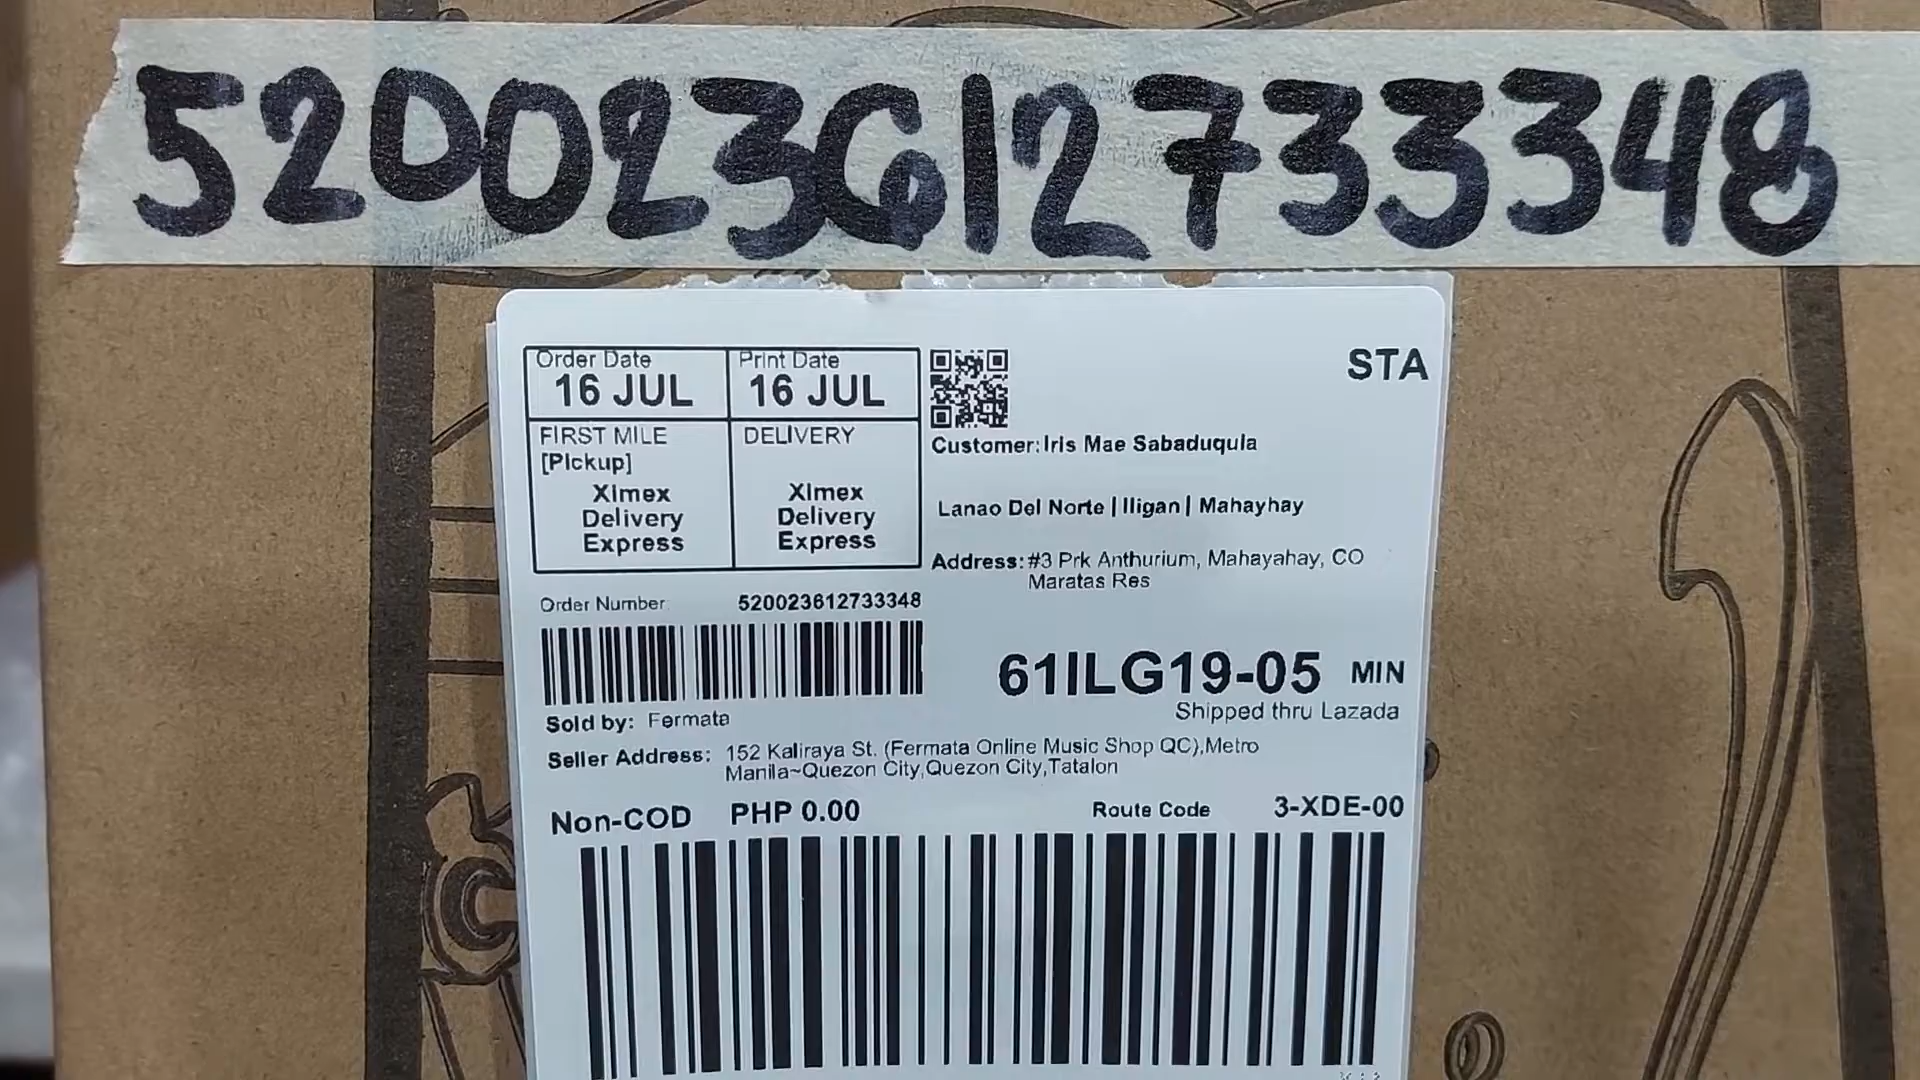 520023612733348
Order Date
16 JUL
Print Date
16 JUL
STA
FIRST MILE
[Pickup]
Ximex
Delivery
Express
DELIVERY
Ximex
Delivery
Express
Customer: Iris Mae Sabaduquia
Lanao Del Norte | Iligan | Mahayhay
Address: #3 Prk Anthurium, Mahayahay, CO
Maratas Res
Order Number: 520023612733348
61ILG19-05 MIN
Shipped thru Lazada
Sold by: Fermata
Seller Address: 152 Kaliraya St. (Fermata Online Music Shop QC),Metro
Manila~Quezon City,Quezon City,Tatalon
Non-COD PHP 0.00 Route Code 3-XDE-00